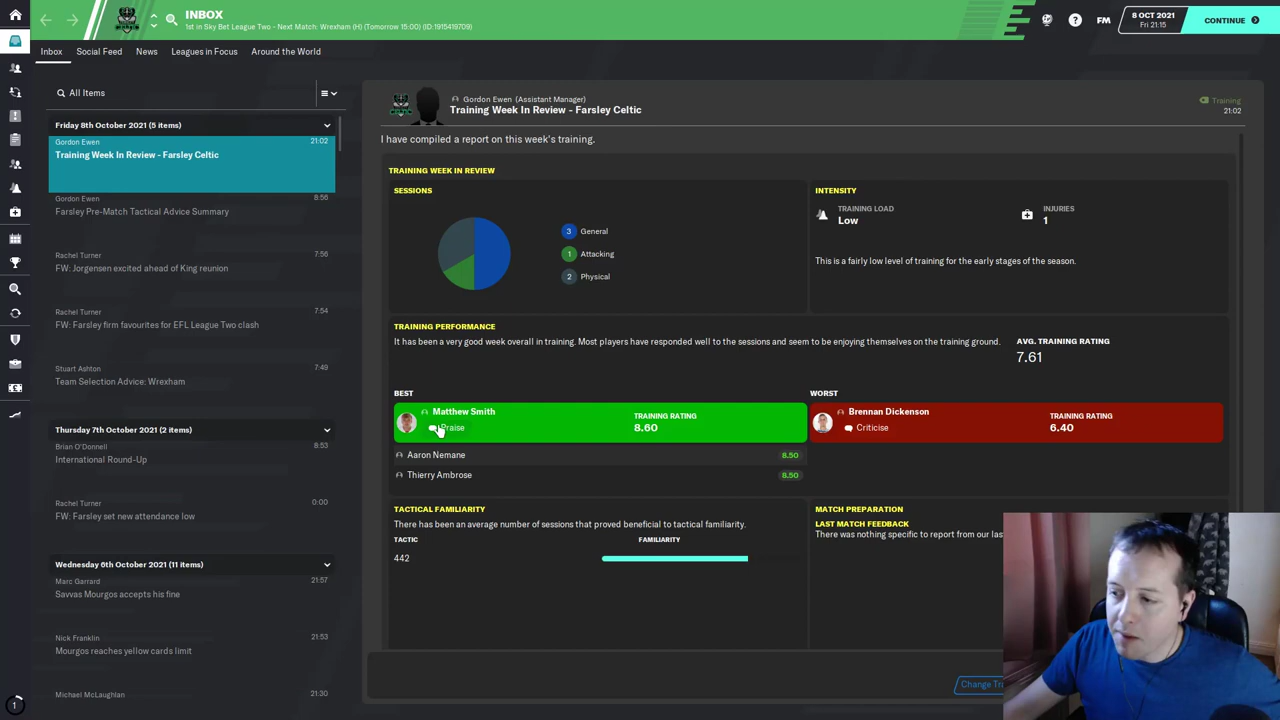 INBOX
1st in Sky Bet League Two - Next Match: Wrexham (H) (Tomorrow 15:00) (ID:1915419709)
FM
8 OCT 2021
Fri 21:15
CONTINUE
Inbox
Social Feed
News
Leagues in Focus
Around the World
All Items
Friday 8th October 2021 (5 items)
Gordon Ewen
21:02
Training Week In Review - Farsley Celtic
Gordon Ewen
8:56
Farsley Pre-Match Tactical Advice Summary
Rachel Turner
7:56
FW: Jorgensen excited ahead of King reunion
Rachel Turner
7:54
FW: Farsley firm favourites for EFL League Two clash
Stuart Ashton
7:49
Team Selection Advice: Wrexham
Thursday 7th October 2021 (2 items)
Brian O'Donnell
8:53
International Round-Up
Rachel Turner
0:00
FW: Farsley set new attendance low
Wednesday 6th October 2021 (11 items)
Marc Garrard
21:57
Savvas Mourgos accepts his fine
Nick Franklin
21:53
Mourgos reaches yellow cards limit
Michael McLaughlan
21:30
1
Gordon Ewen (Assistant Manager)
Training Week In Review - Farsley Celtic
Training
21:02
I have compiled a report on this week's training.
TRAINING WEEK IN REVIEW
SESSIONS
3 General
1 Attacking
2 Physical
INTENSITY
TRAINING LOAD
Low
INJURIES
1
This is a fairly low level of training for the early stages of the season.
TRAINING PERFORMANCE
It has been a very good week overall in training. Most players have responded well to the sessions and seem to be enjoying themselves on the training ground.
AVG. TRAINING RATING
7.61
BEST
Matthew Smith
Praise
TRAINING RATING
8.60
Aaron Nemane
8.50
Thierry Ambrose
8.50
WORST
Brennan Dickenson
Criticise
TRAINING RATING
6.40
TACTICAL FAMILIARITY
There has been an average number of sessions that proved beneficial to tactical familiarity.
TACTIC
FAMILIARITY
442
MATCH PREPARATION
LAST MATCH FEEDBACK
There was nothing specific to report from our las
Change Tr